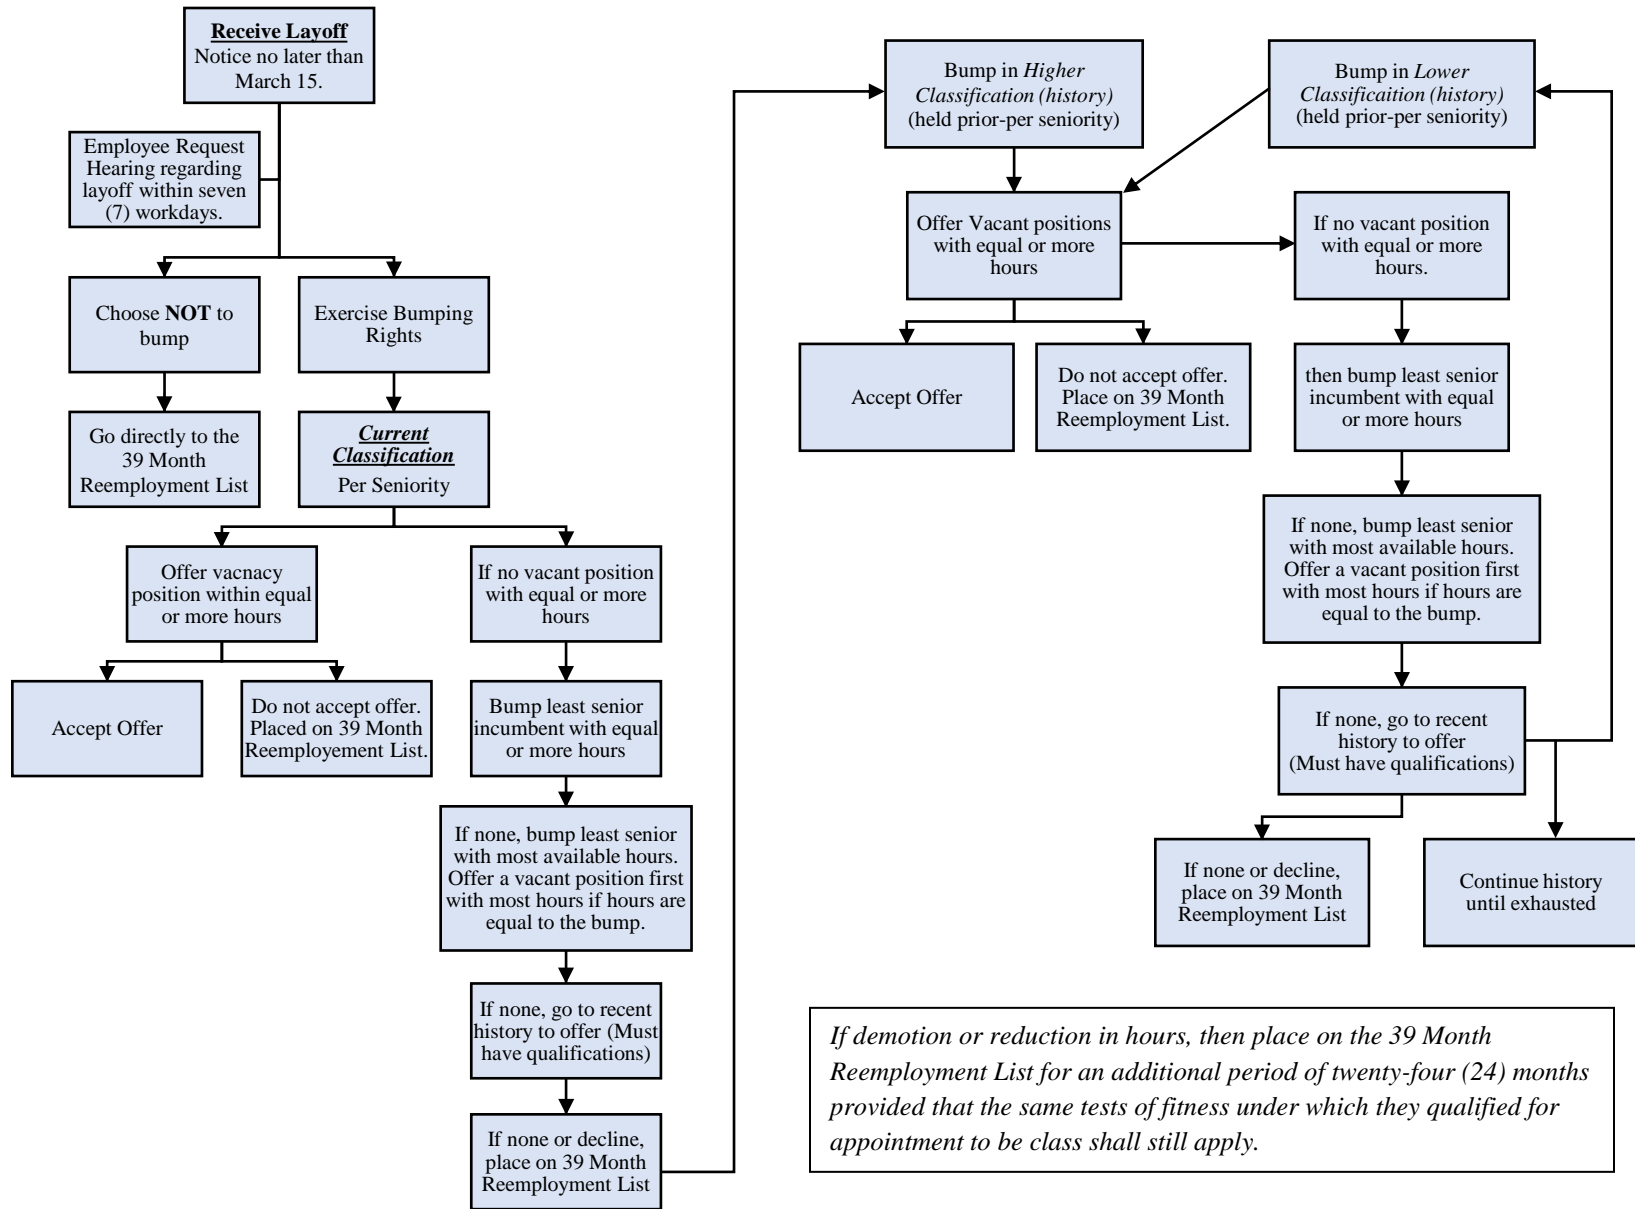 Receive Layoff
Notice no later than
March 15.
Employee Request
Hearing regarding
layoff within seven
(7) workdays.
Choose NOT to
bump
Exercise Bumping
Rights
Go directly to the
39 Month
Reemployment List
Current
Classification
Per Seniority
Offer vacnacy
position within equal
or more hours
If no vacant position
with equal or more
hours
Accept Offer
Do not accept offer.
Placed on 39 Month
Reemployement List.
Bump least senior
incumbent with equal
or more hours
If none, bump least senior
with most available hours.
Offer a vacant position first
with most hours if hours are
equal to the bump.
If none, go to recent
history to offer (Must
have qualifications)
If none or decline,
place on 39 Month
Reemployment List
Bump in Higher
Classification (history)
(held prior-per seniority)
Bump in Lower
Classificaition (history)
(held prior-per seniority)
Offer Vacant positions
with equal or more
hours
If no vacant position
with equal or more
hours.
Accept Offer
Do not accept offer.
Place on 39 Month
Reemployment List.
then bump least senior
incumbent with equal
or more hours
If none, bump least senior
with most available hours.
Offer a vacant position first
with most hours if hours are
equal to the bump.
If none, go to recent
history to offer
(Must have qualifications)
If none or decline,
place on 39 Month
Reemployment List
Continue history
until exhausted
If demotion or reduction in hours, then place on the 39 Month
Reemployment List for an additional period of twenty-four (24) months
provided that the same tests of fitness under which they qualified for
appointment to be class shall still apply.